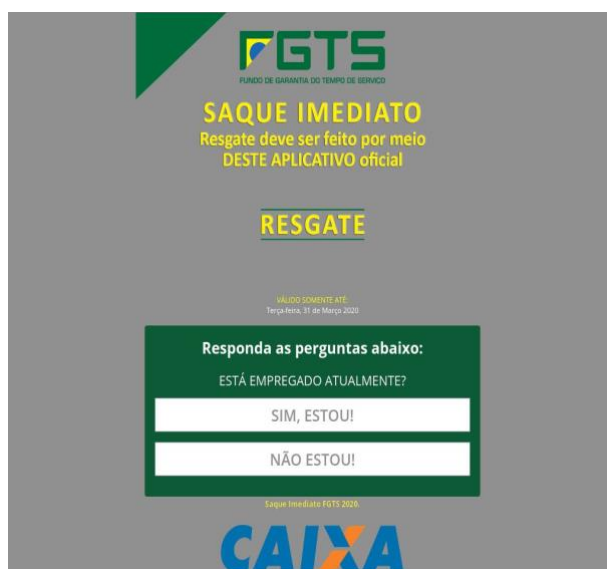 FGTS
FUNDO DE GARANTIA DO TEMPO DE SERVIÇO
SAQUE IMEDIATO
Resgate deve ser feito por meio
DESTE APLICATIVO oficial
RESGATE
VÁLIDO SOMENTE ATÉ:
Terça-feira, 31 de Março 2020
Responda as perguntas abaixo:
ESTÁ EMPREGADO ATUALMENTE?
SIM, ESTOU!
NÃO ESTOU!
Saque Imediato FGTS 2020.
CAIXA